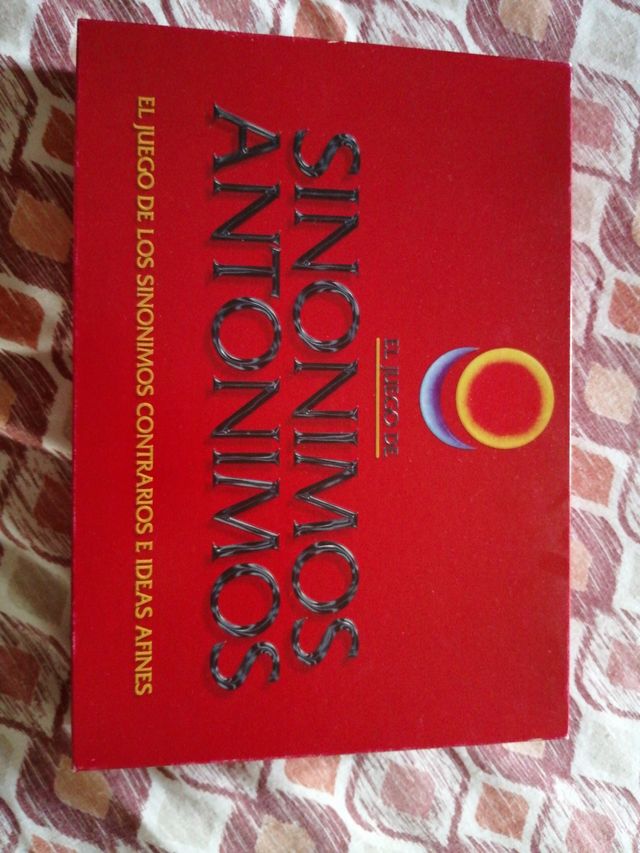 EL JUEGO DE
SINONIMOS
ANTONIMOS
EL JUEGO DE LOS SINONIMOS CONTRARIOS E IDEAS AFINES